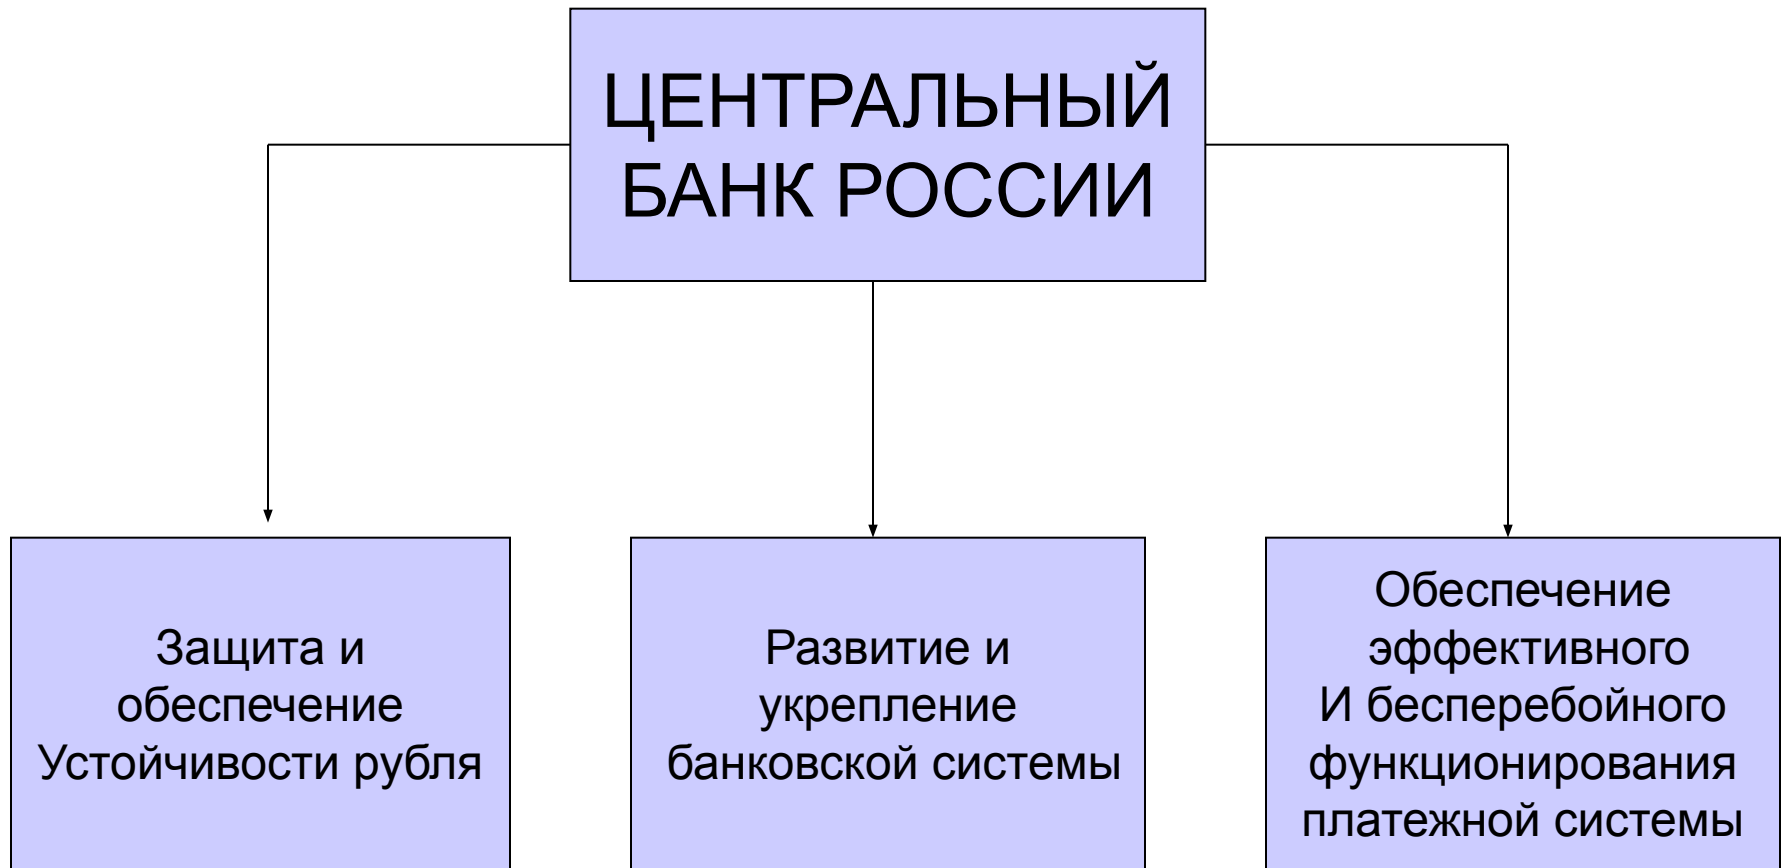 ЦЕНТРАЛЬНЫЙ
БАНК РОССИИ
Защита и
обеспечение
Устойчивости рубля
Развитие и
укрепление
банковской системы
Обеспечение
эффективного
И бесперебойного
функционирования
платежной системы